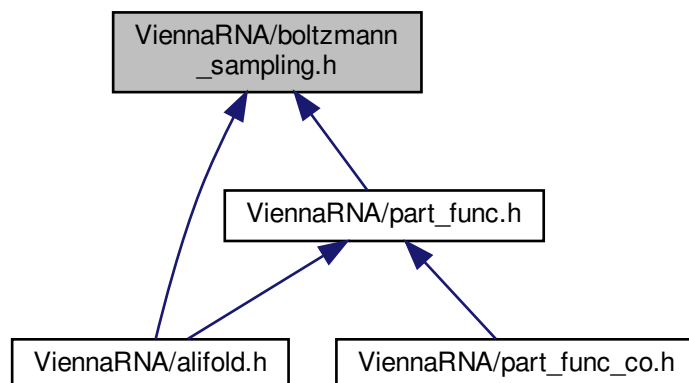 ViennaRNA/boltzmann
_sampling.h
ViennaRNA/part_func.h
ViennaRNA/alifold.h
ViennaRNA/part_func_co.h